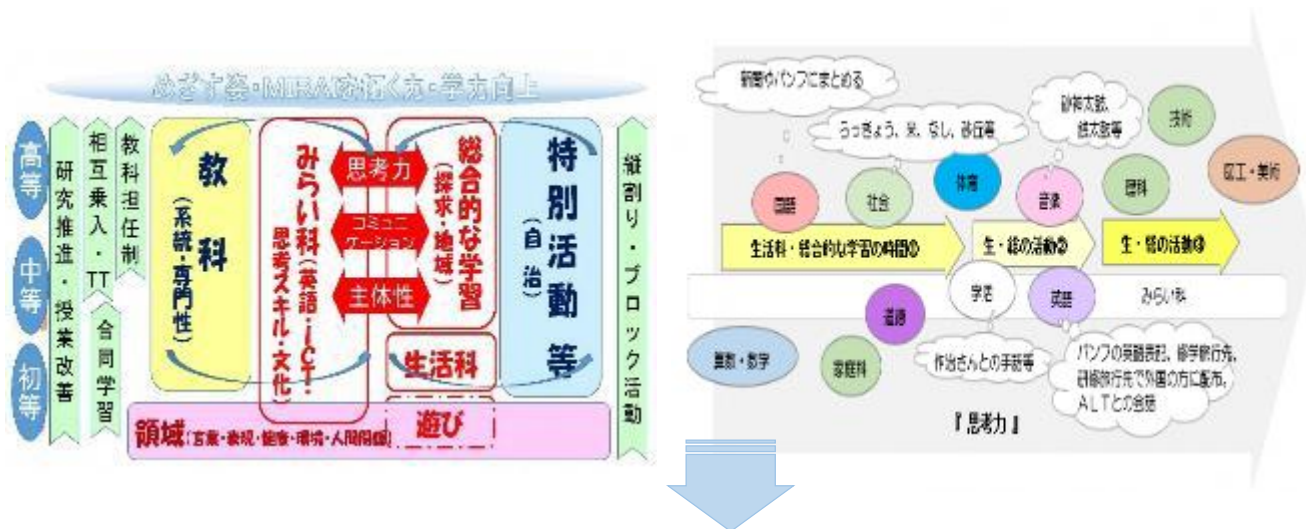 めざす姿・MIRAIを拓く力・学力向上
高等
中等
初等
研究推進・授業改善
相互乗入・TT
合同学習
教科担任制
教科
(系統・専門性)
みらい科(英語・ICT・
思考スキル・文化)
思考力
コミュニ
ケーション
主体性
総合的な学習
(探求・地域)
生活科
遊び
特別活動等
(自治)
縦割り・ブロック活動
領域(言葉・表現・健康・環境・人間関係)
新聞やパンフにまとめる
らっきょう、米、なし、砂丘等
国語
社会
体育
音楽
理科
技術
図工・美術
生活科・総合的な学習の時間①
生・総の活動②
生・総の活動③
学活
英語
みらい科
道徳
算数・数学
家庭科
作治さんとの手話等
パンフの英語表記、修学旅行先、
研修旅行先で外国の方に配布。
ALTとの会話
『思考力』